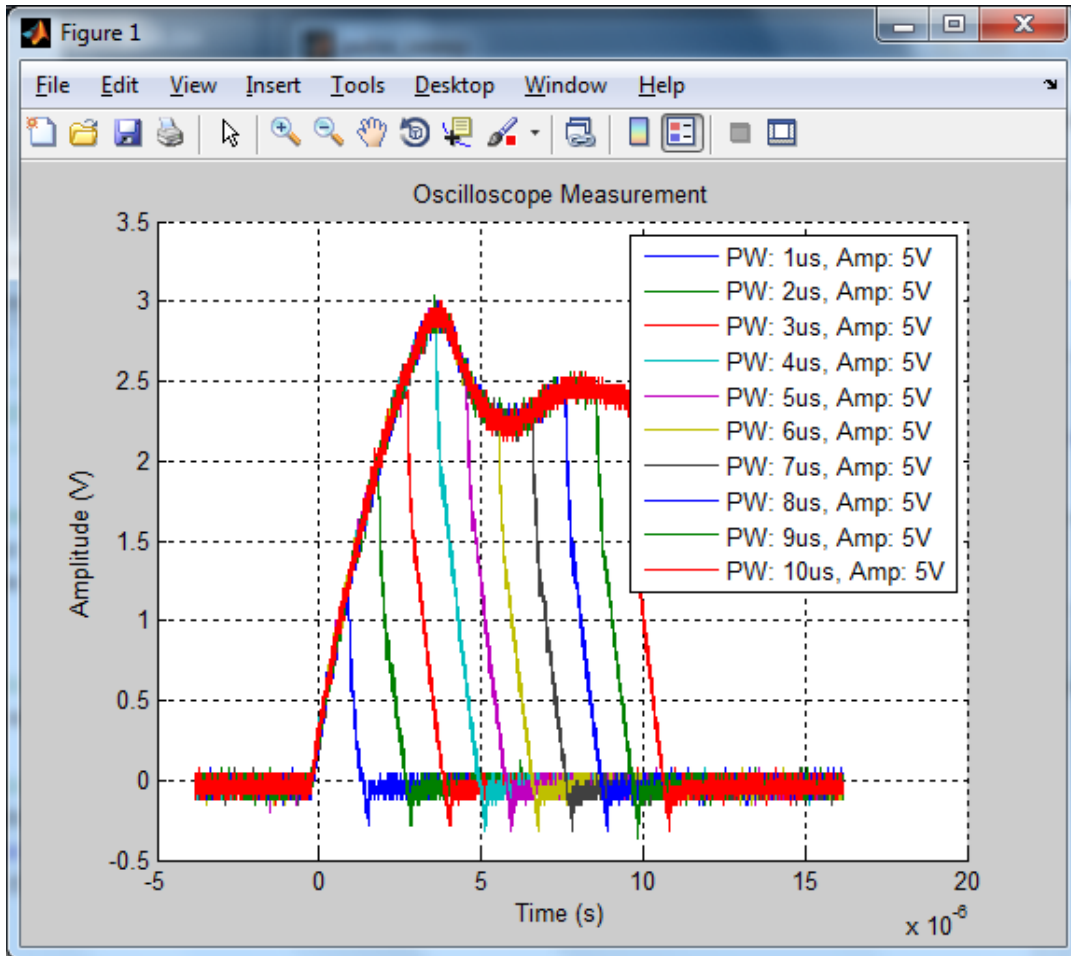 Figure 1
File Edit View Insert Tools Desktop Window Help
Oscilloscope Measurement
3.5
3
2.5
2
1.5
1
0.5
0
-0.5
Amplitude (V)
PW: 1us, Amp: 5V
PW: 2us, Amp: 5V
PW: 3us, Amp: 5V
PW: 4us, Amp: 5V
PW: 5us, Amp: 5V
PW: 6us, Amp: 5V
PW: 7us, Amp: 5V
PW: 8us, Amp: 5V
PW: 9us, Amp: 5V
PW: 10us, Amp: 5V
-5 0 5 10 15 20
Time (s)
x 10⁻⁶